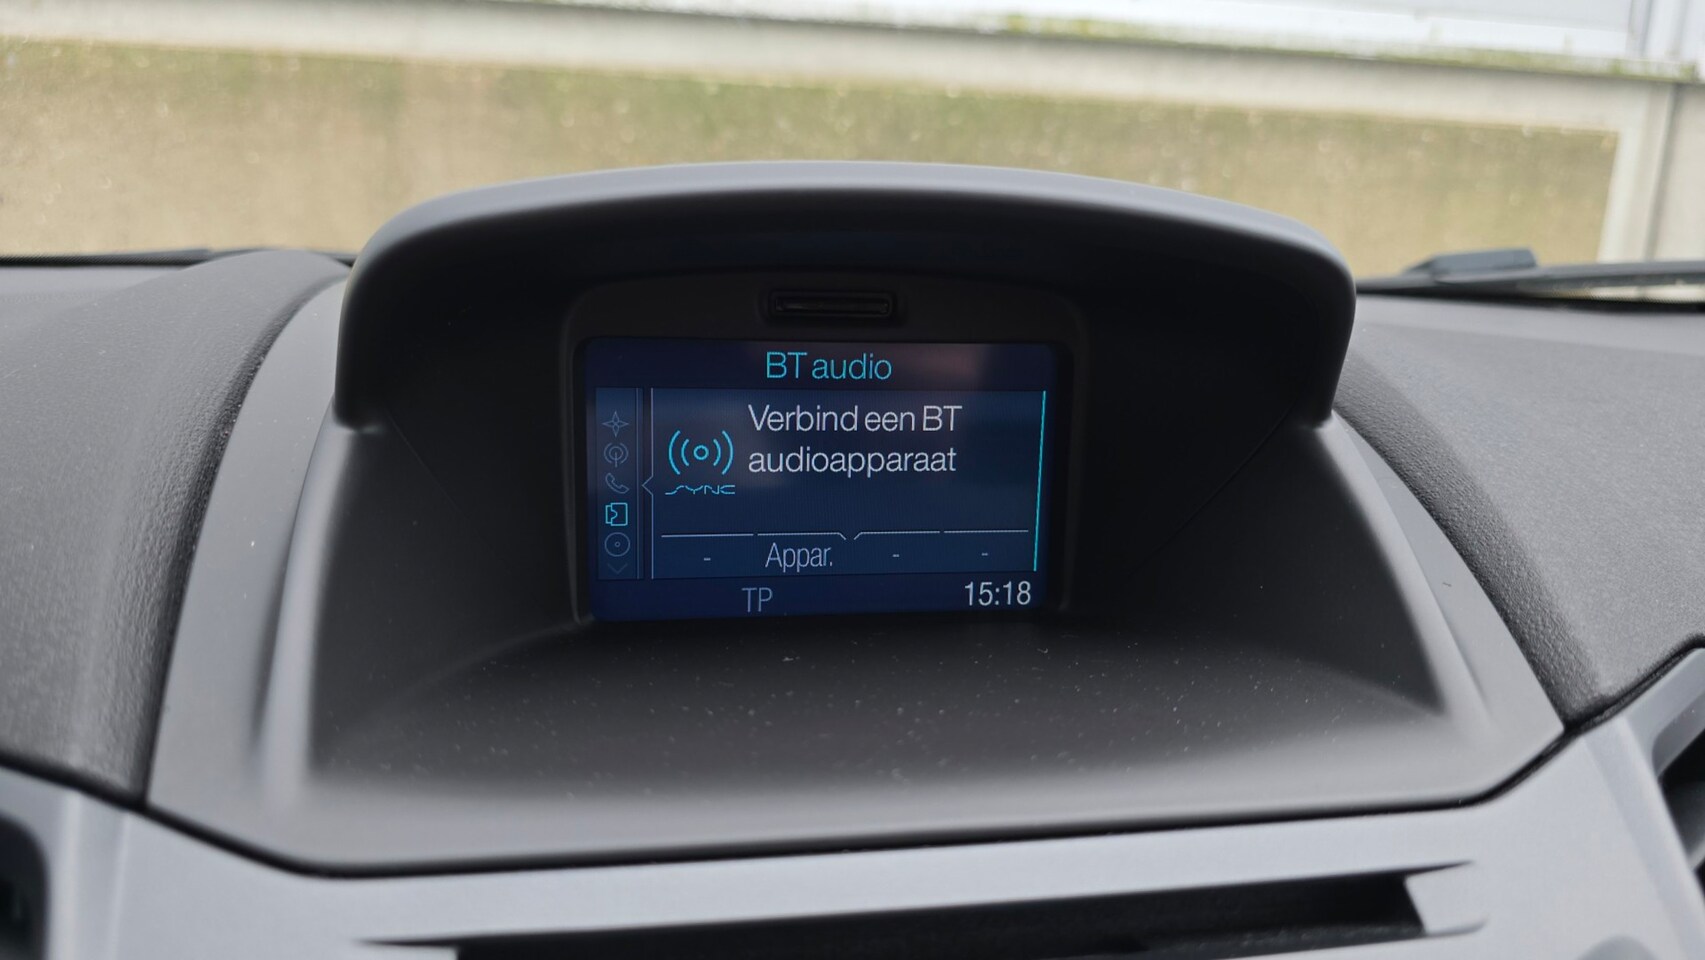 BT audio
Verbind een BT
audioapparaat
SYNC
- Appar. - -
TP 15:18